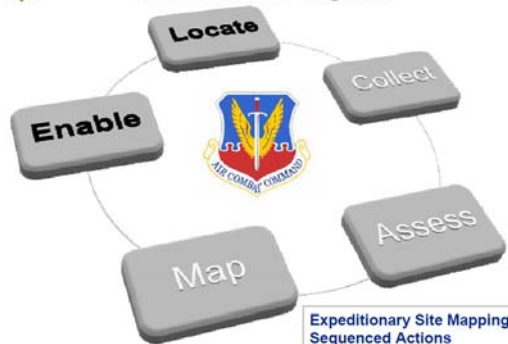 Locate
Collect
Assess
Map
Enable
AIR COMBAT COMMAND
Expeditionary Site Mapping
Sequenced Actions